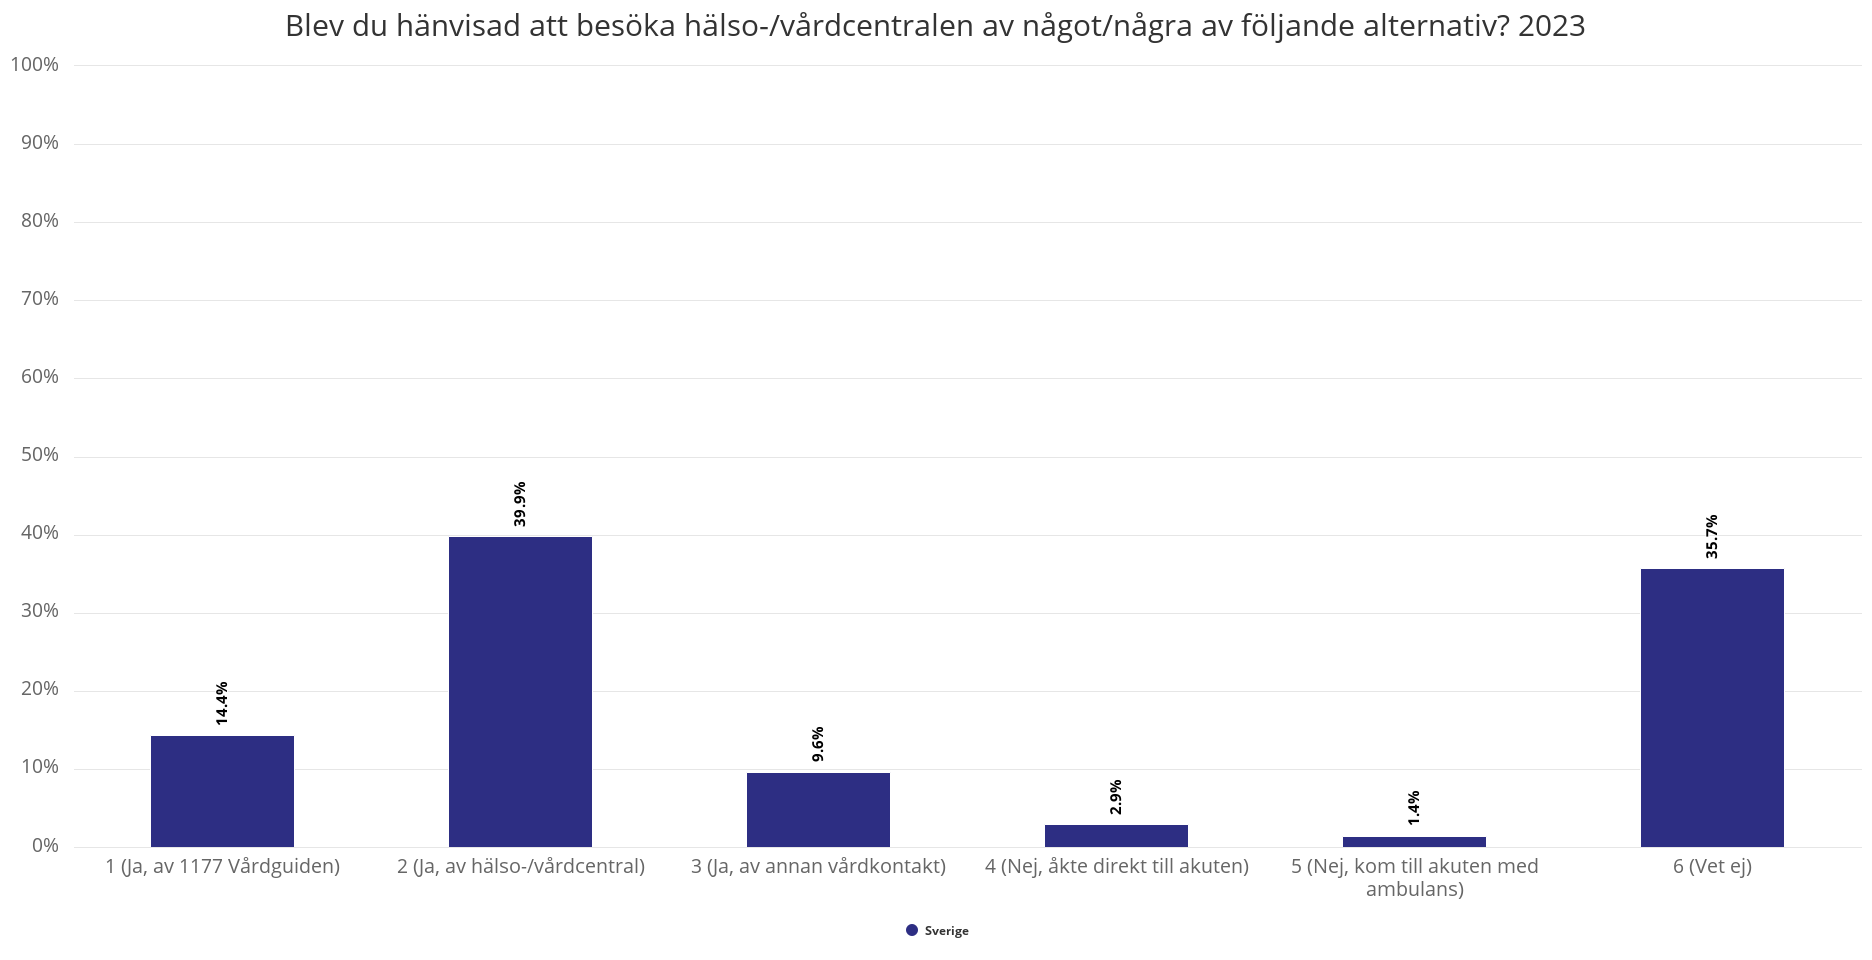 Blev du hänvisad att besöka hälso-/vårdcentralen av något/några av följande alternativ? 2023
100%
90%
80%
70%
60%
50%
40%
30%
20%
10%
0%
14.4%
39.9%
9.6%
2.9%
1.4%
35.7%
1 (Ja, av 1177 Vårdguiden)
2 (Ja, av hälso-/vårdcentral)
3 (Ja, av annan vårdkontakt)
4 (Nej, åkte direkt till akuten)
5 (Nej, kom till akuten med
ambulans)
6 (Vet ej)
Sverige